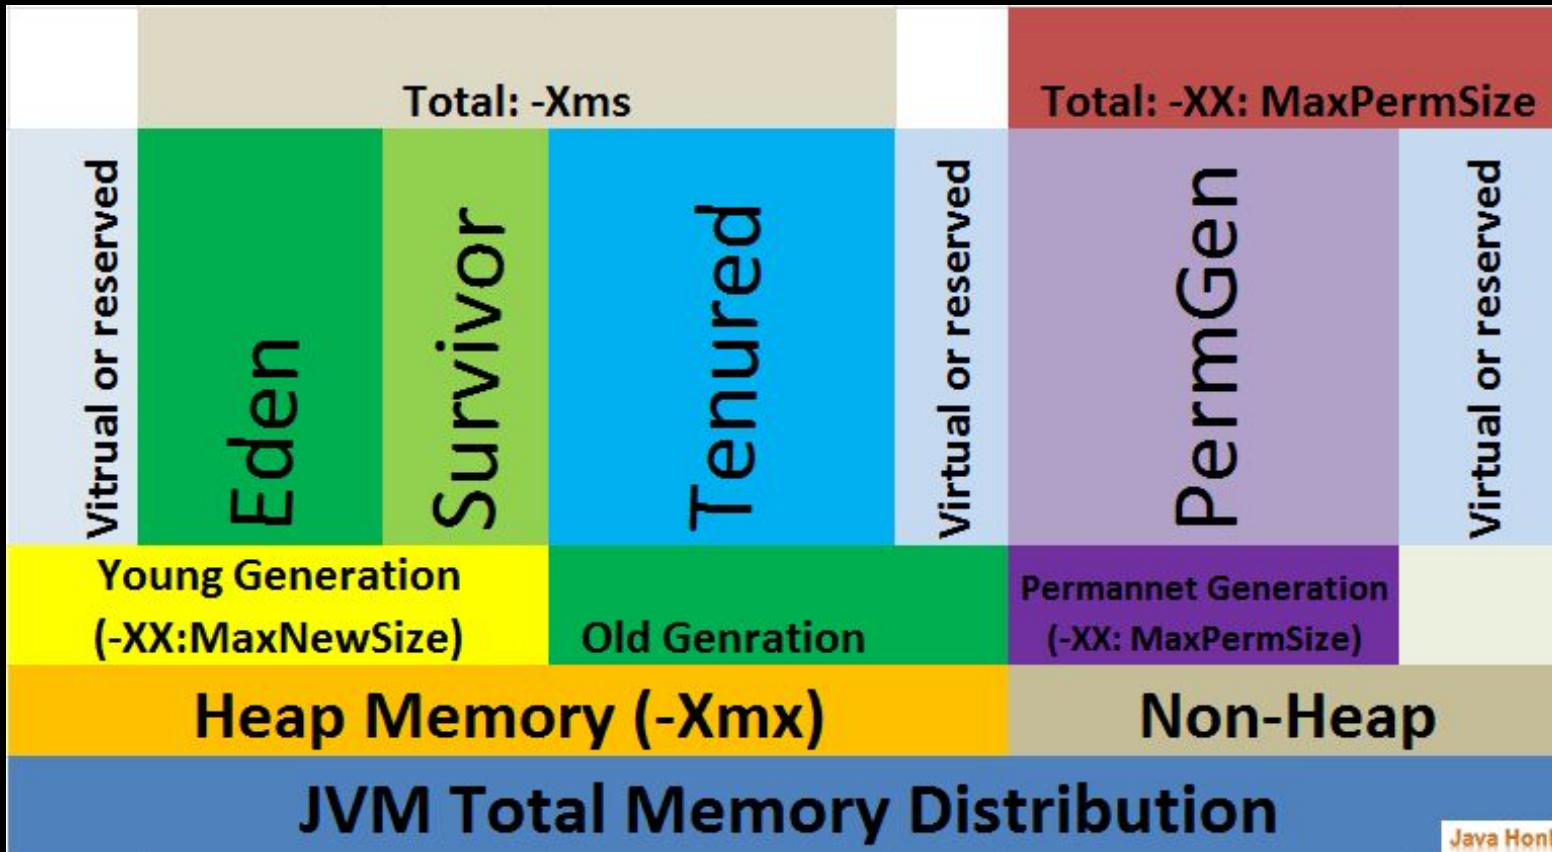 Total: -Xms
Total: -XX: MaxPermSize
Vitrual or reserved
Eden
Survivor
Tenured
Virtual or reserved
PermGen
Virtual or reserved
Young Generation
(-XX:MaxNewSize)
Old Genration
Permannet Generation
(-XX: MaxPermSize)
Heap Memory (-Xmx)
Non-Heap
JVM Total Memory Distribution
Java